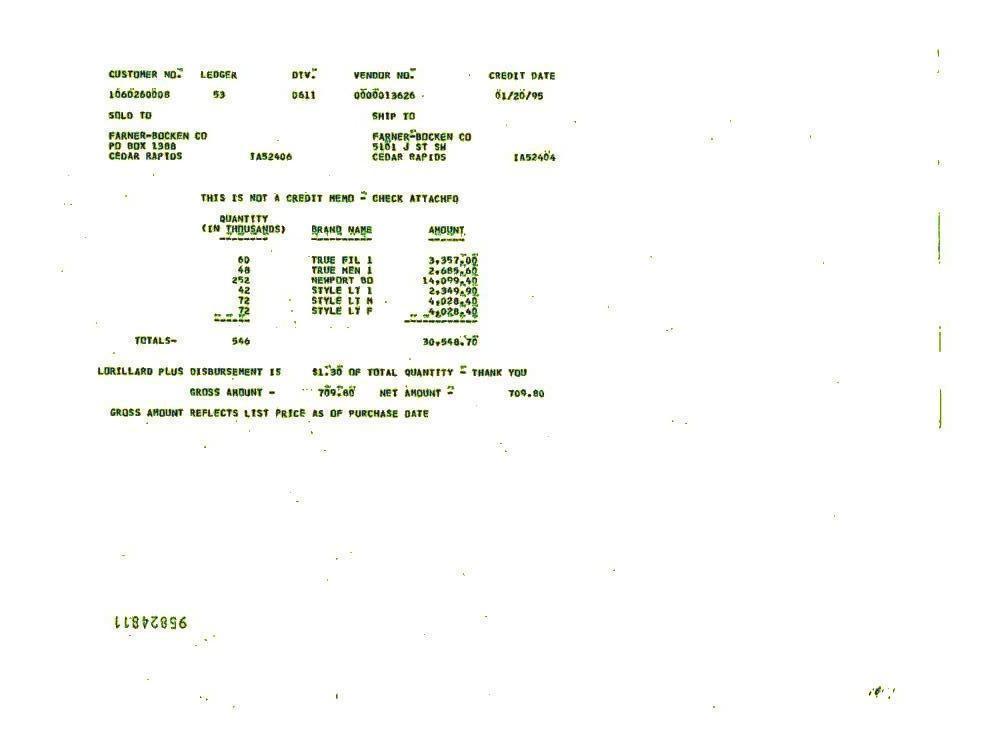 CUSTOMER NO. LEDGER DIV. VENDOR NO. CREDIT DATE
1060260008 53 0611 0000013626 01/20/95
SOLD TO SHIP TO
FARNER-BOCKEN CO FARNER-BOCKEN CO
PO BOX 1388 5101 J ST SW
CEDAR RAPIDS IA52406 CEDAR RAPIDS IA52404
THIS IS NOT A CREDIT MEMO - CHECK ATTACHED
QUANTITY
(IN THOUSANDS) BRAND NAME AMOUNT
60 TRUE FIL 1 3,357.00
48 TRUE MEN 1 2,685.60
252 NEWPORT BO 14,099.40
42 STYLE LT 1 2,349.90
72 STYLE LT M 4,028.40
72 STYLE LT F 4,028.40
TOTALS- 546 30,548.70
LORILLARD PLUS DISBURSEMENT IS $1.30 OF TOTAL QUANTITY - THANK YOU
GROSS AMOUNT - 709.80 NET AMOUNT - 709.80
GROSS AMOUNT REFLECTS LIST PRICE AS OF PURCHASE DATE
95824811